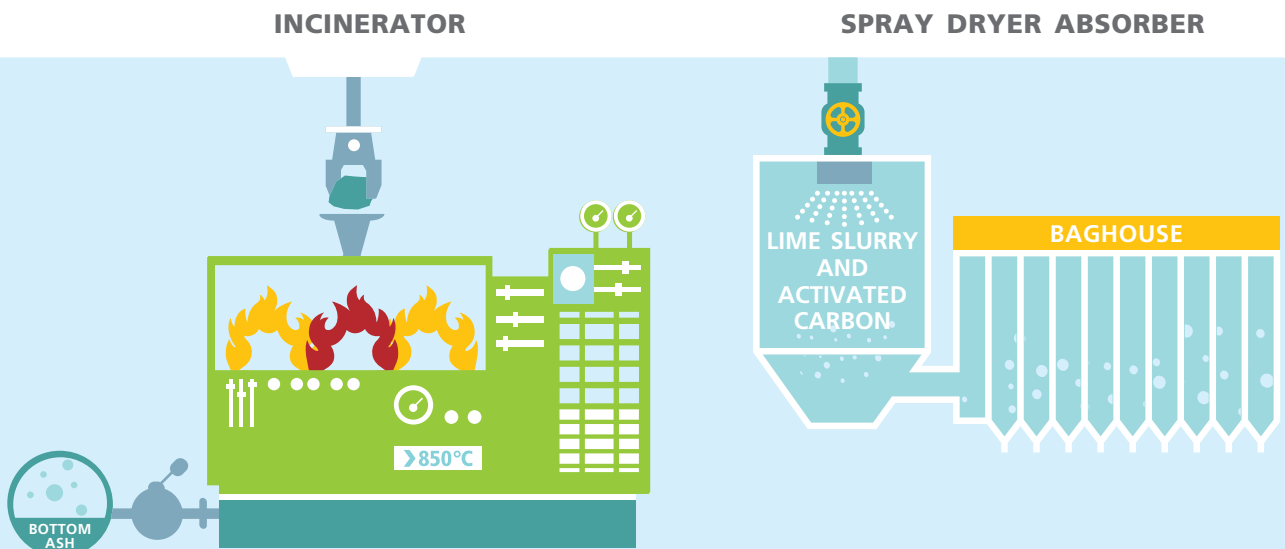 INCINERATOR
SPRAY DRYER ABSORBER
LIME SLURRY
AND
ACTIVATED
CARBON
BAGHOUSE
850°C
BOTTOM
ASH